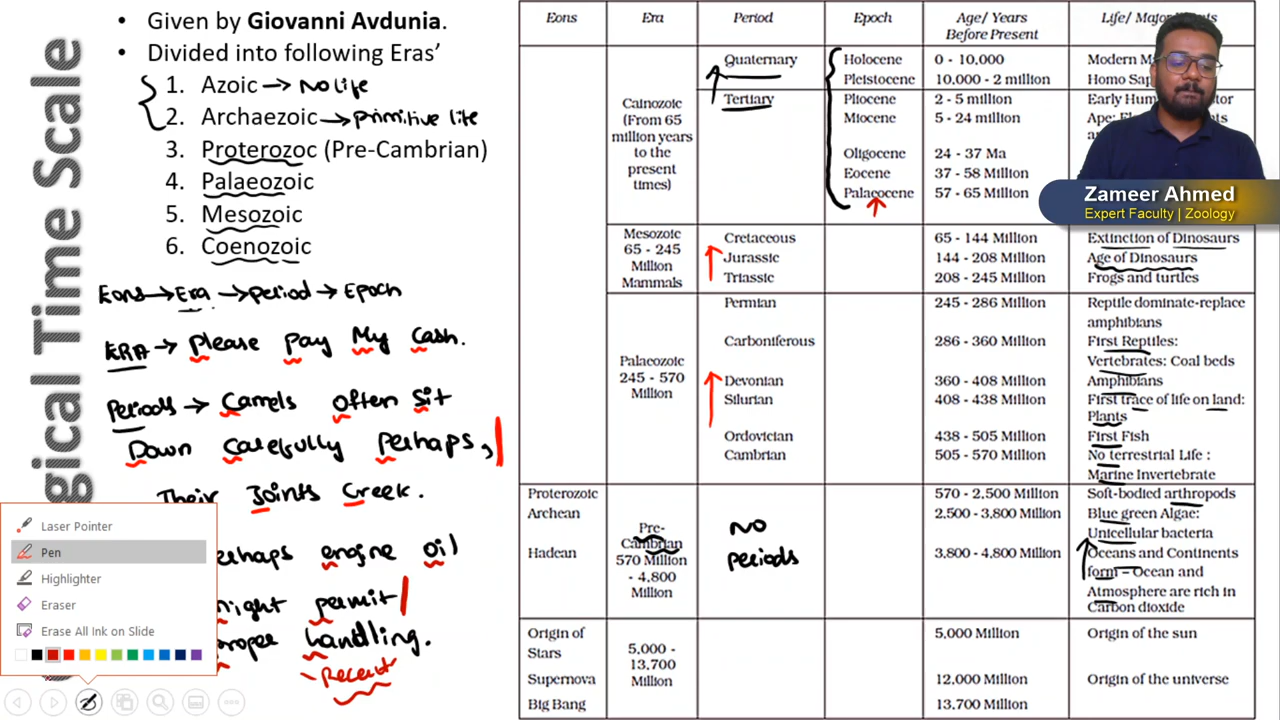 Geological Time Scale
• Given by Giovanni Avdunia.
• Divided into following Eras'
1. Azoic → No life
2. Archaezoic → primitive life
3. Proterozoc (Pre-Cambrian)
4. Palaeozoic
5. Mesozoic
6. Coenozoic
Eons → Era → period → Epoch
ERA → please pay My cash.
Periods → Camels often sit
Down carefully perhaps,
Their Joints Creek.
perhaps engine oil
might permit
proper handling.
- Recent
Laser Pointer
Pen
Highlighter
Eraser
Erase All Ink on Slide
Eons Era Period Epoch Age/ Years Before Present Life/ Major
Cainozoic
(From 65
million years
to the
present
times)
Quaternary Holocene 0 - 10,000 Modern
Pleistocene 10,000 - 2 million Homo
Tertiary Pliocene 2 - 5 million Early
Miocene 5 - 24 million Ape:
Oligocene 24 - 37 Ma
Eocene 37 - 58 Million
Palaeocene 57 - 65 Million
Zameer Ahmed
Expert Faculty | Zoology
Mesozoic
65 - 245
Million
Mammals
Cretaceous 65 - 144 Million Extinction of Dinosaurs
Jurassic 144 - 208 Million Age of Dinosaurs
Triassic 208 - 245 Million Frogs and turtles
Palaeozoic
245 - 570
Million
Permian 245 - 286 Million Reptile dominate-replace
amphibians
Carboniferous 286 - 360 Million First Reptiles:
Vertebrates: Coal beds
Devonian 360 - 408 Million Amphibians
Silurian 408 - 438 Million First trace of life on land:
Plants
Ordovician 438 - 505 Million First Fish
Cambrian 505 - 570 Million No terrestrial Life :
Marine Invertebrate
Proterozoic 570 - 2,500 Million Soft-bodied arthropods
Archean 2,500 - 3,800 Million Blue green Algae:
Unicellular bacteria
Hadean 3,800 - 4,800 Million Oceans and Continents
form – Ocean and
Atmosphere are rich in
Carbon dioxide
Pre-
Cambrian
570 Million
- 4,800
Million
No
periods
Origin of
Stars
5,000 Million Origin of the sun
5,000 -
13,700
Million
Supernova 12,000 Million Origin of the universe
Big Bang 13,700 Million